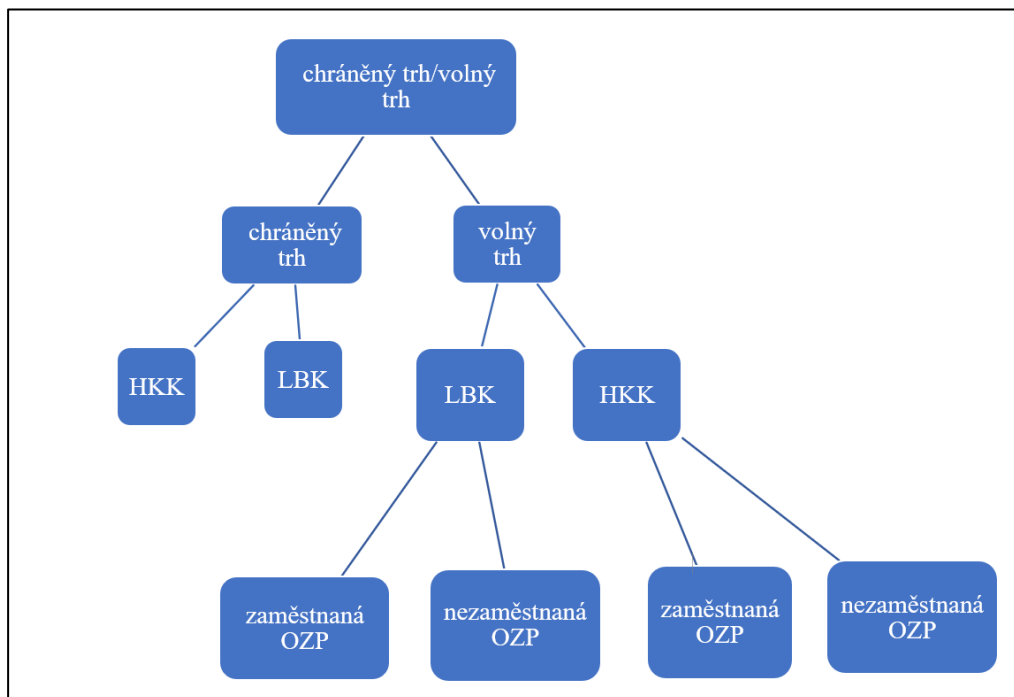 chráněný trh/volný
trh
chráněný
trh
volný
trh
HKK
LBK
LBK
HKK
zaměstnaná
OZP
nezaměstnaná
OZP
zaměstnaná
OZP
nezaměstnaná
OZP